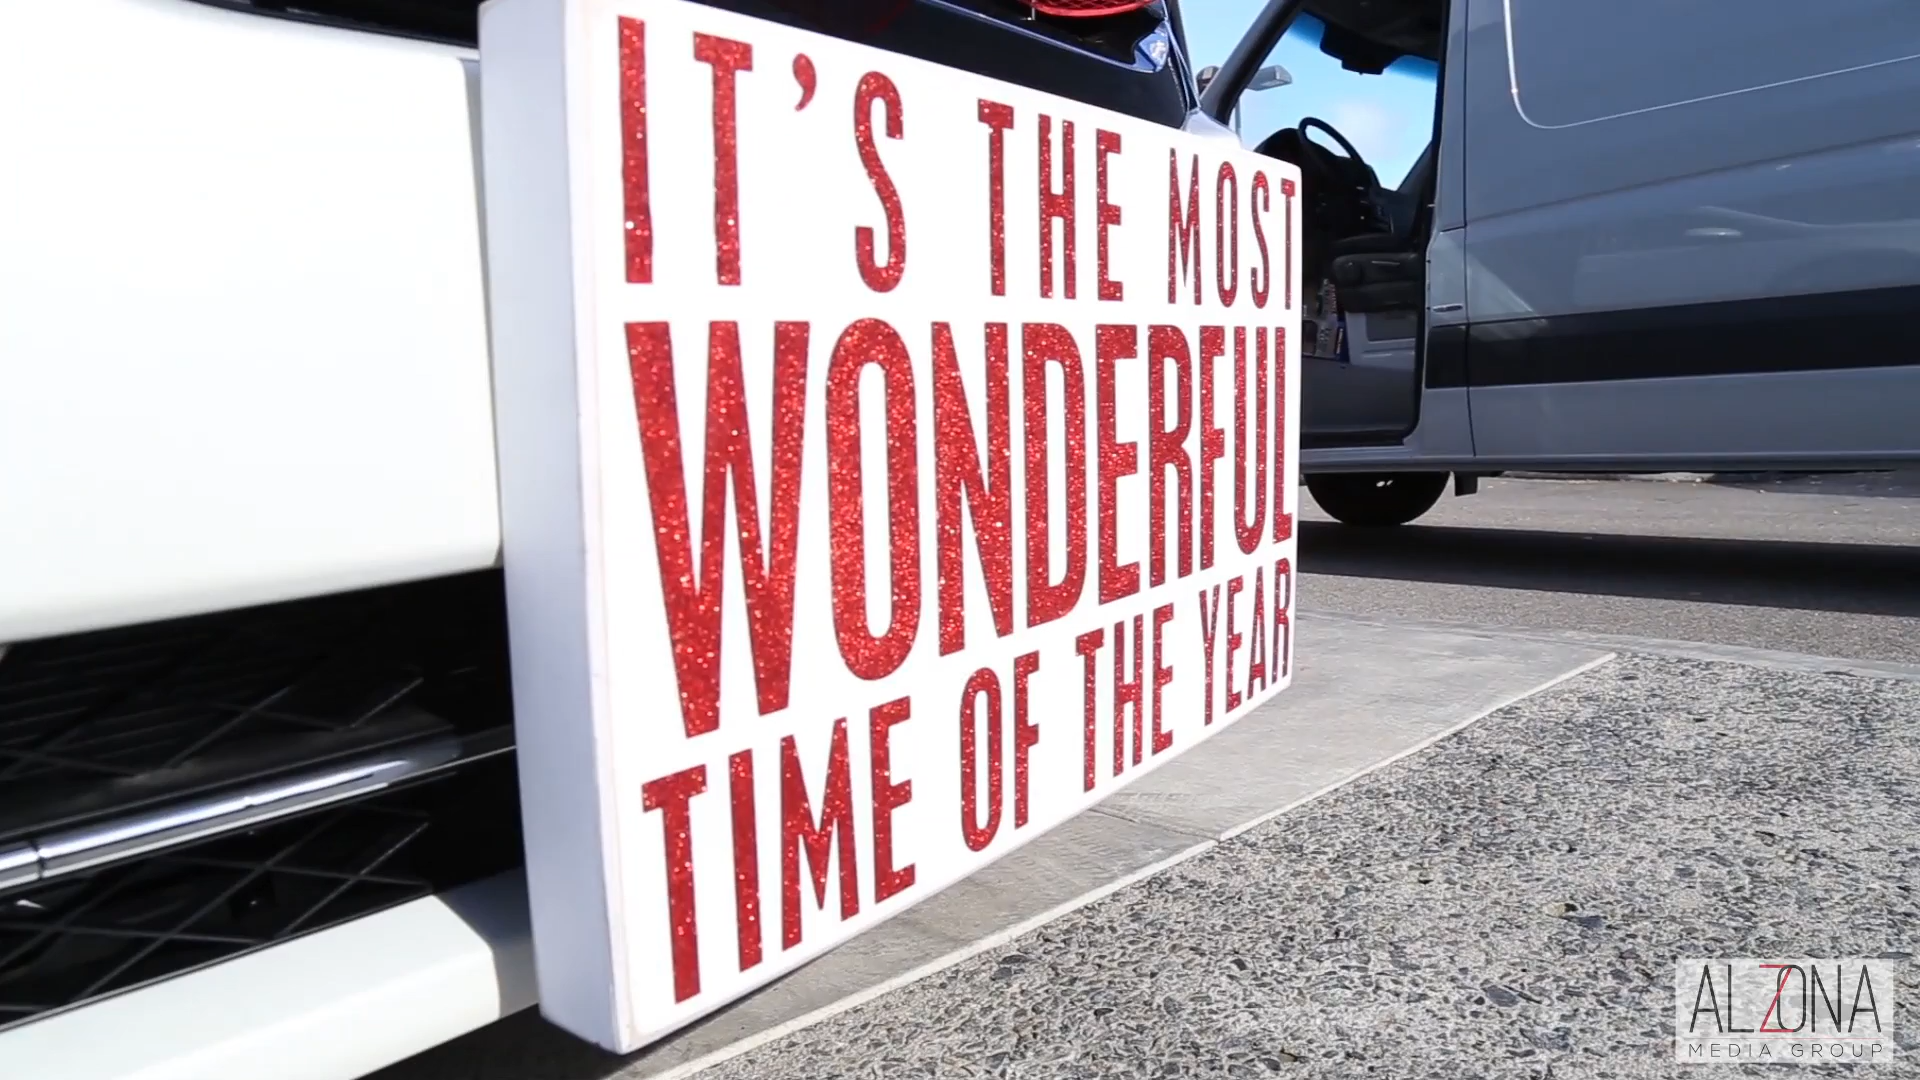 IT'S THE MOST
WONDERFUL
TIME OF THE YEAR
ALZONA
MEDIA GROUP